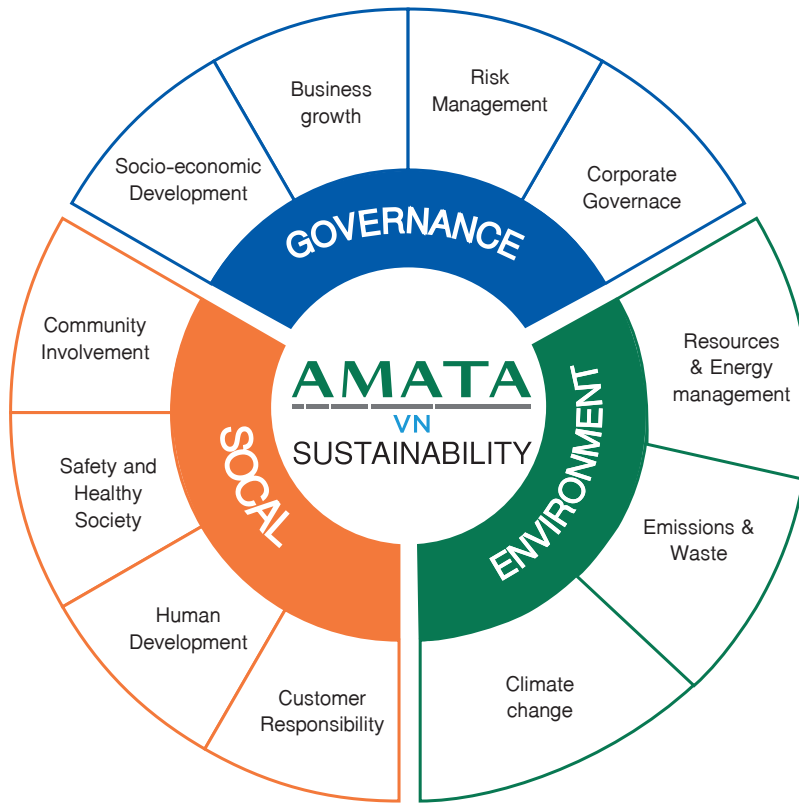 Business
growth
Risk
Management
Socio-economic
Development
Corporate
Governace
GOVERNANCE
Community
Involvement
Resources
& Energy
management
AMATA
VN
SUSTAINABILITY
SOCAL
ENVIRONMENT
Safety and
Healthy
Society
Emissions &
Waste
Human
Development
Climate
change
Customer
Responsibility